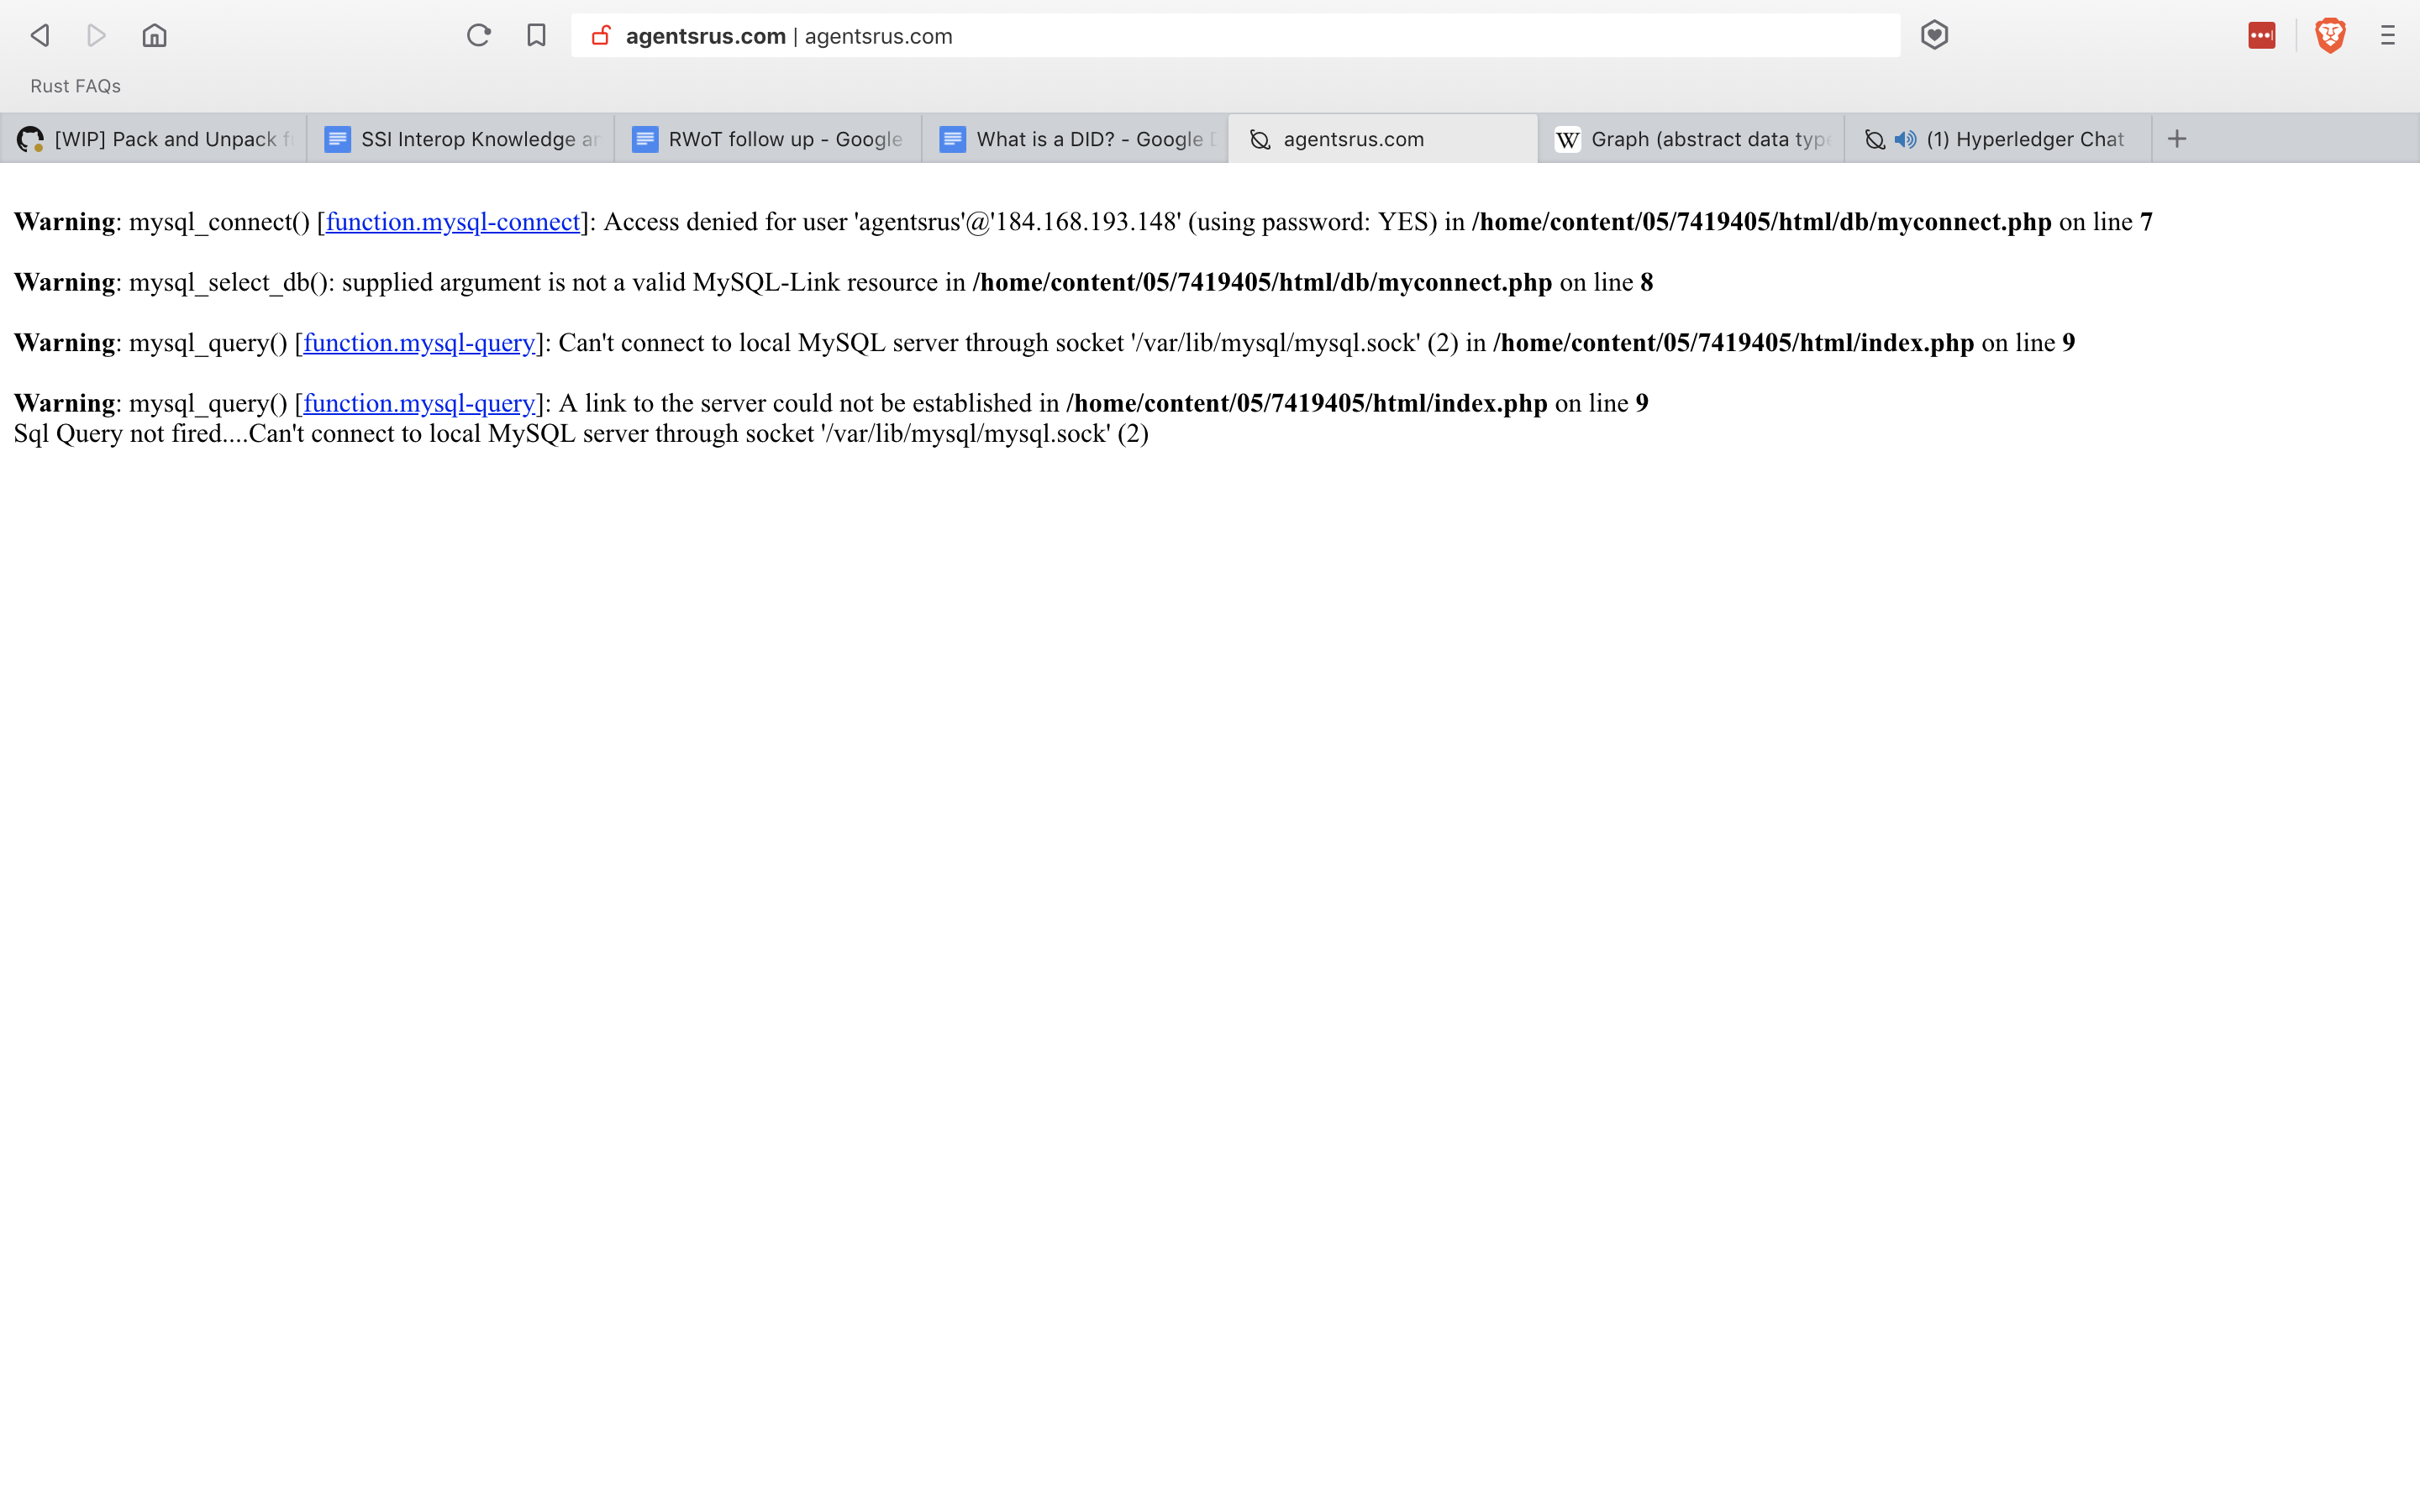 agentsrus.com | agentsrus.com
Rust FAQs
[WIP] Pack and Unpack
SSI Interop Knowledge
RWoT follow up - Google
What is a DID? - Google
agentsrus.com
W Graph (abstract data type
(1) Hyperledger Chat
Warning: mysql_connect() [function.mysql-connect]: Access denied for user 'agentsrus'@'184.168.193.148' (using password: YES) in /home/content/05/7419405/html/db/myconnect.php on line 7
Warning: mysql_select_db(): supplied argument is not a valid MySQL-Link resource in /home/content/05/7419405/html/db/myconnect.php on line 8
Warning: mysql_query() [function.mysql-query]: Can't connect to local MySQL server through socket '/var/lib/mysql/mysql.sock' (2) in /home/content/05/7419405/html/index.php on line 9
Warning: mysql_query() [function.mysql-query]: A link to the server could not be established in /home/content/05/7419405/html/index.php on line 9
Sql Query not fired....Can't connect to local MySQL server through socket '/var/lib/mysql/mysql.sock' (2)